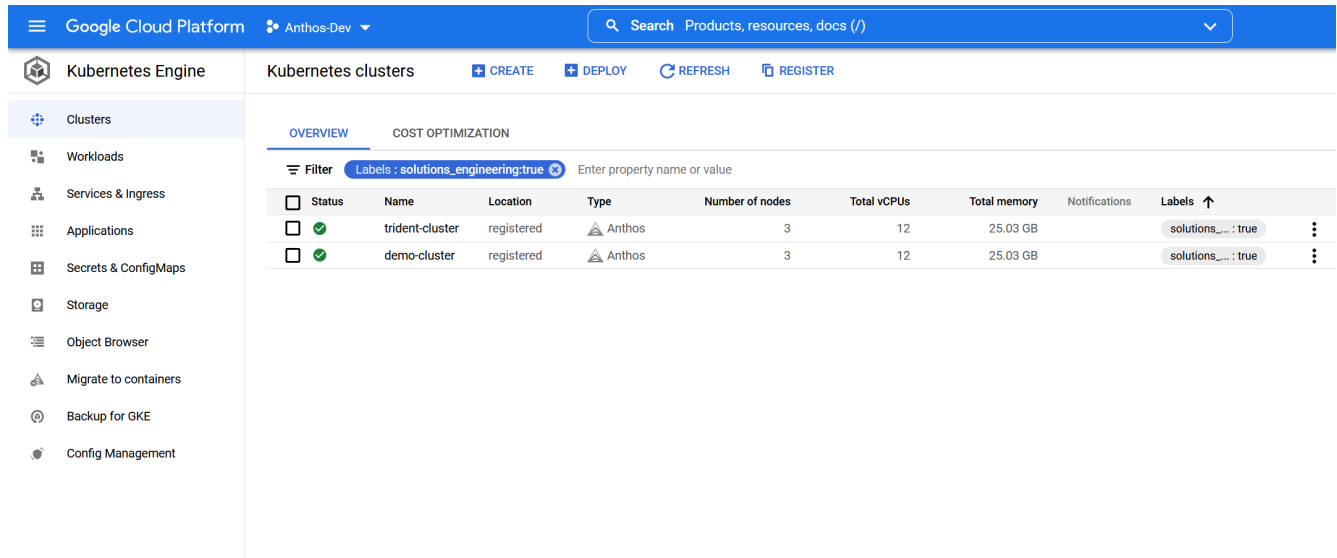 Google Cloud Platform Anthos-Dev Search Products, resources, docs (/)
Kubernetes Engine
Kubernetes clusters CREATE DEPLOY REFRESH REGISTER
Clusters
Workloads
Services & Ingress
Applications
Secrets & ConfigMaps
Storage
Object Browser
Migrate to containers
Backup for GKE
Config Management
OVERVIEW COST OPTIMIZATION
Filter Labels : solutions_engineering:true Enter property name or value
Status Name Location Type Number of nodes Total vCPUs Total memory Notifications Labels
trident-cluster registered Anthos 3 12 25.03 GB solutions_... : true
demo-cluster registered Anthos 3 12 25.03 GB solutions_... : true